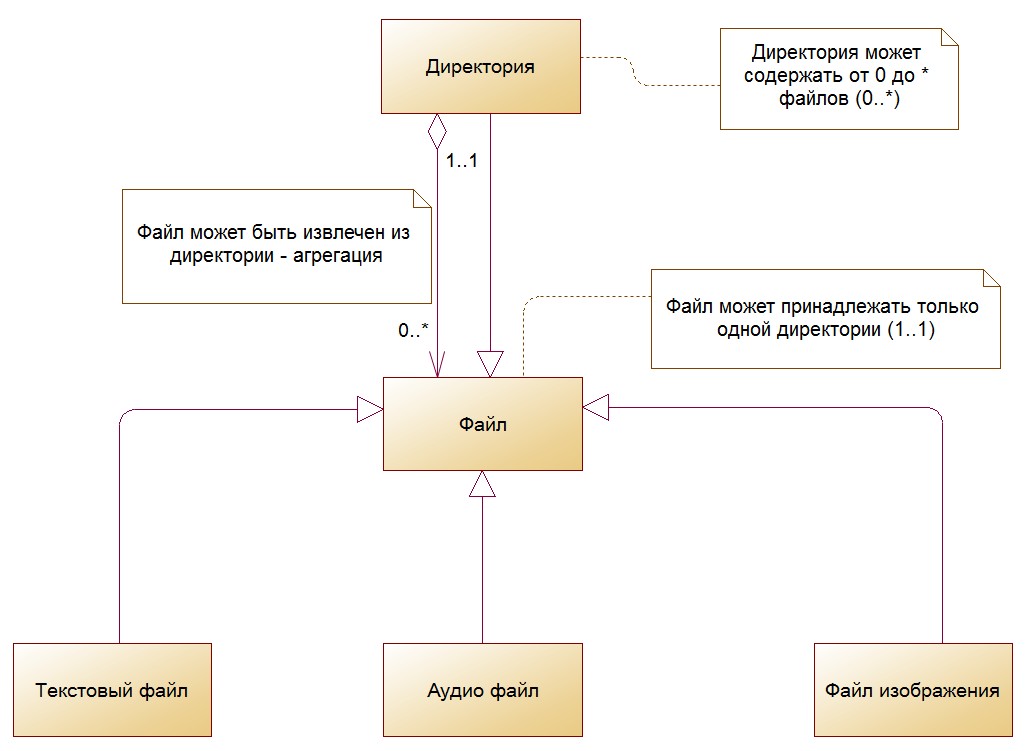 Директория
Директория может
содержать от 0 до *
файлов (0..*)
1..1
Файл может быть извлечен из
директории - агрегация
0..*
Файл может принадлежать только
одной директории (1..1)
Файл
Текстовый файл
Аудио файл
Файл изображения